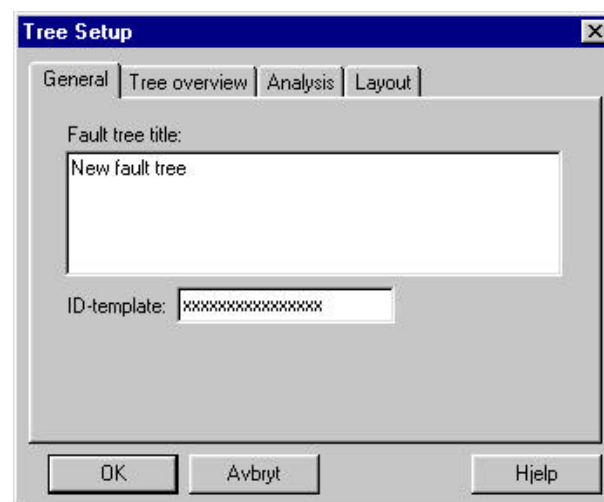 Tree Setup
General Tree overview Analysis Layout
Fault tree title:
New fault tree
ID-template: xxxxxxxxxxxxxxxx
OK Avbryt Hjelp